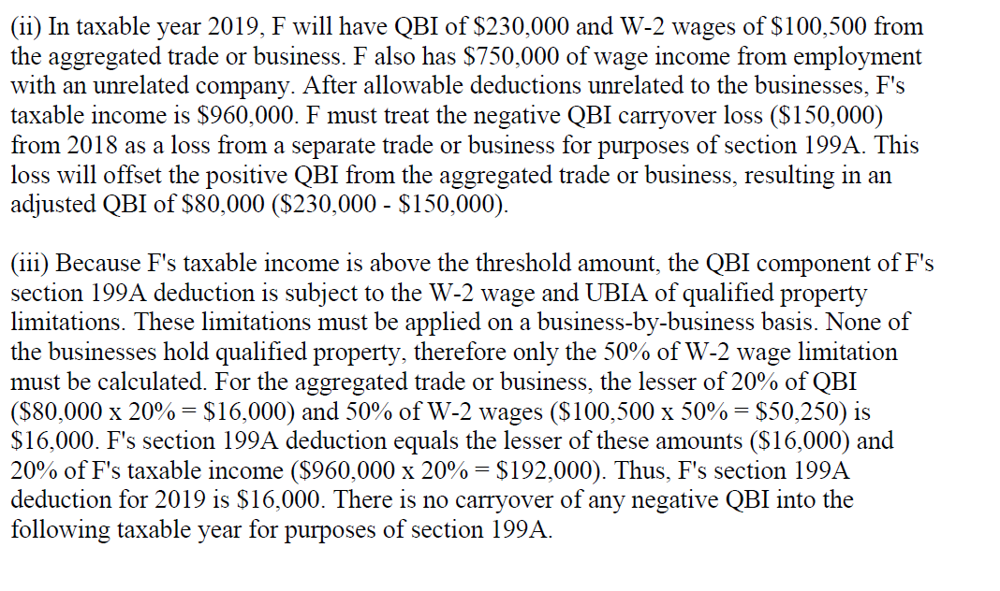 (ii) In taxable year 2019, F will have QBI of $230,000 and W-2 wages of $100,500 from
the aggregated trade or business. F also has $750,000 of wage income from employment
with an unrelated company. After allowable deductions unrelated to the businesses, F's
taxable income is $960,000. F must treat the negative QBI carryover loss ($150,000)
from 2018 as a loss from a separate trade or business for purposes of section 199A. This
loss will offset the positive QBI from the aggregated trade or business, resulting in an
adjusted QBI of $80,000 ($230,000 - $150,000).
(iii) Because F's taxable income is above the threshold amount, the QBI component of F's
section 199A deduction is subject to the W-2 wage and UBIA of qualified property
limitations. These limitations must be applied on a business-by-business basis. None of
the businesses hold qualified property, therefore only the 50% of W-2 wage limitation
must be calculated. For the aggregated trade or business, the lesser of 20% of QBI
($80,000 x 20% = $16,000) and 50% of W-2 wages ($100,500 x 50% = $50,250) is
$16,000. F's section 199A deduction equals the lesser of these amounts ($16,000) and
20% of F's taxable income ($960,000 x 20% = $192,000). Thus, F's section 199A
deduction for 2019 is $16,000. There is no carryover of any negative QBI into the
following taxable year for purposes of section 199A.